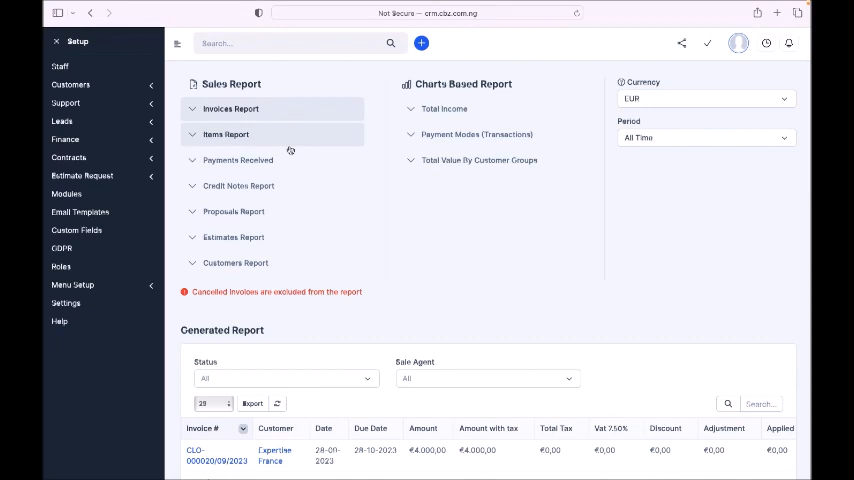 Not Secure — crm.cbz.com.ng
Setup
Staff
Customers
Support
Leads
Finance
Contracts
Estimate Request
Modules
Email Templates
Custom Fields
GDPR
Roles
Menu Setup
Settings
Help
Search...
Sales Report
Invoices Report
Items Report
Payments Received
Credit Notes Report
Proposals Report
Estimates Report
Customers Report
Charts Based Report
Total Income
Payment Modes (Transactions)
Total Value By Customer Groups
Currency
EUR
Period
All Time
Cancelled invoices are excluded from the report
Generated Report
Status
All
Sale Agent
All
25 Export Search...
Invoice # Customer Date Due Date Amount Amount with tax Total Tax Vat 7.50% Discount Adjustment Applied
CLO- Expertise 28-09- 28-10-2023 €4.000,00 €4.000,00 €0,00 €0,00 €0,00 €0,00 €0,00
000020/09/2023 France 2023